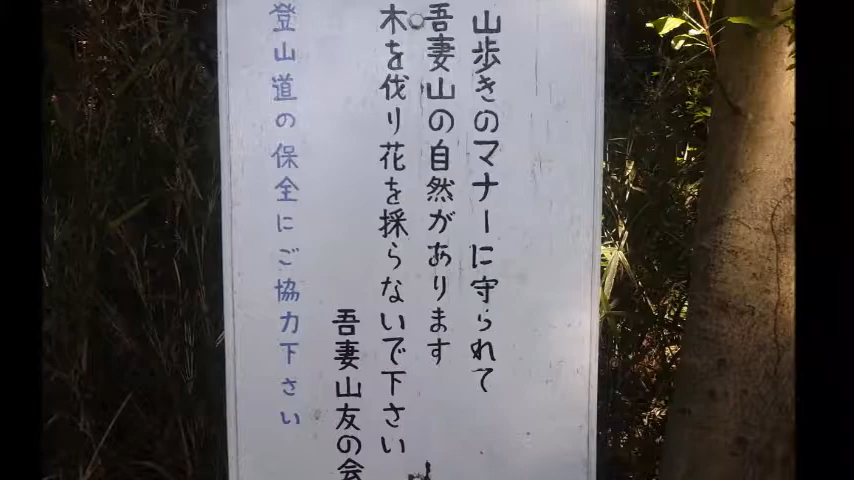 山歩きのマナーに守られて
吾妻山の自然があります
木を伐り花を採らないで下さい
吾妻山友の会
登山道の保全にご協力下さい